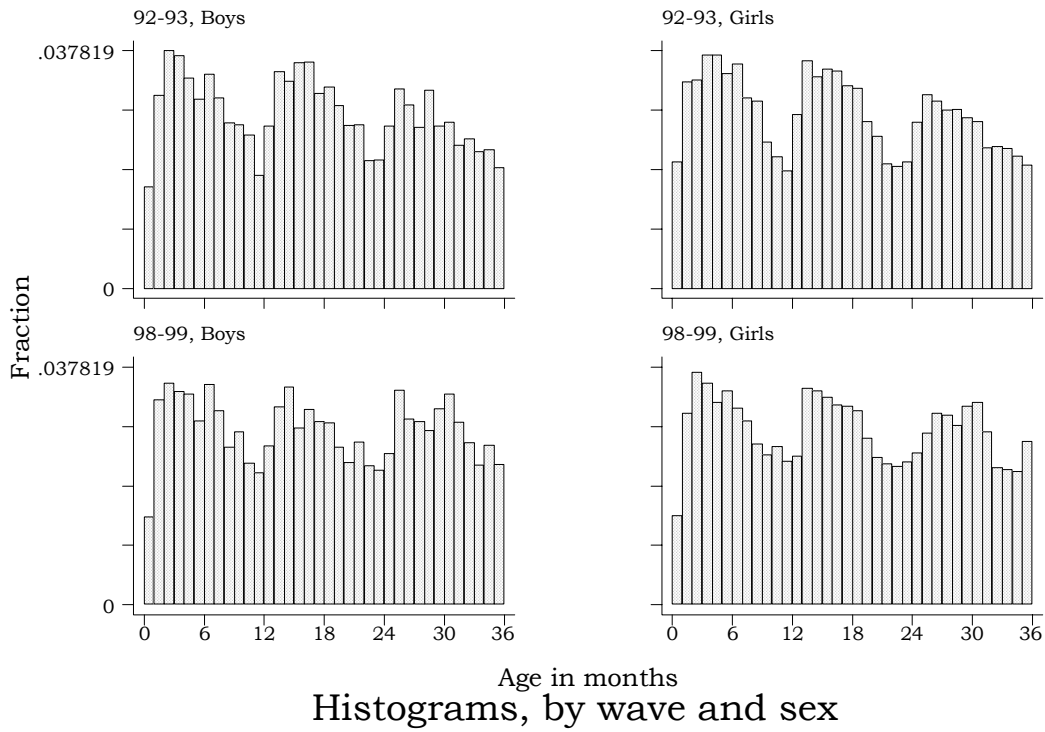 92-93, Boys
92-93, Girls
.037819
0
98-99, Boys
98-99, Girls
.037819
0
Fraction
0 6 12 18 24 30 36
0 6 12 18 24 30 36
Age in months
Histograms, by wave and sex